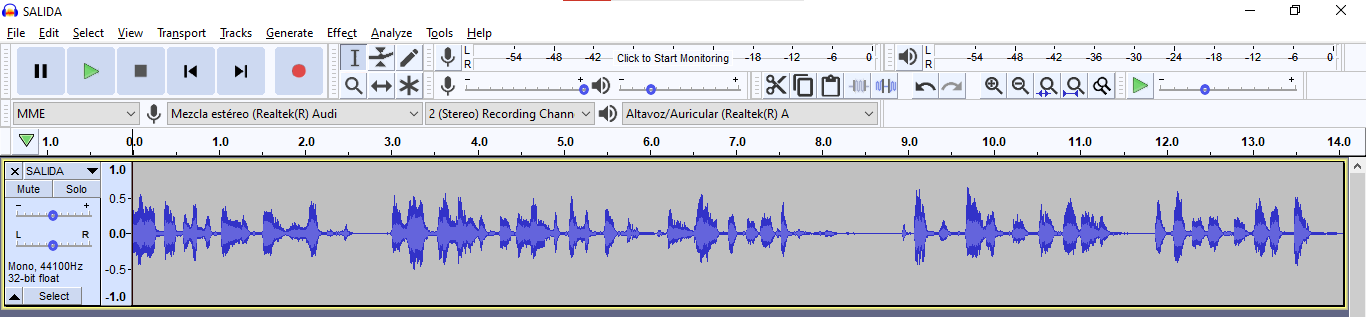 SALIDA
File Edit Select View Transport Tracks Generate Effect Analyze Tools Help
L R -54 -48 -42 Click to Start Monitoring -18 -12 -6 0 L R -54 -48 -42 -36 -30 -24 -18 -12 -6 0
- + - + - +
MME Mezcla estéreo (Realtek(R) Audi 2 (Stereo) Recording Chann Altavoz/Auricular (Realtek(R) A
1.0 0.0 1.0 2.0 3.0 4.0 5.0 6.0 7.0 8.0 9.0 10.0 11.0 12.0 13.0 14.0
× SALIDA
Mute Solo
- +
L R
Mono, 44100Hz
32-bit float
Select
1.0
0.5
0.0
-0.5
-1.0